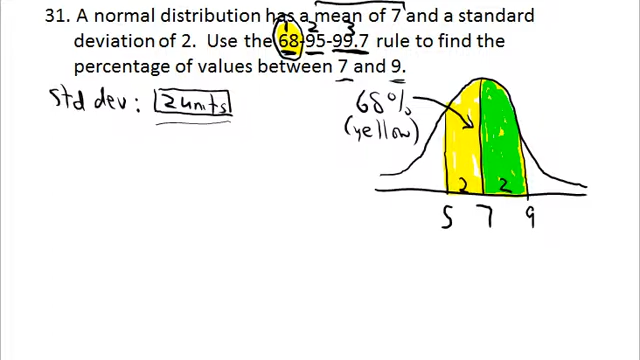 31. A normal distribution has a mean of 7 and a standard
1 2 3
deviation of 2. Use the 68-95-99.7 rule to find the
percentage of values between 7 and 9.
Std dev: 2 units
68%
(yellow)
2 2
5 7 9